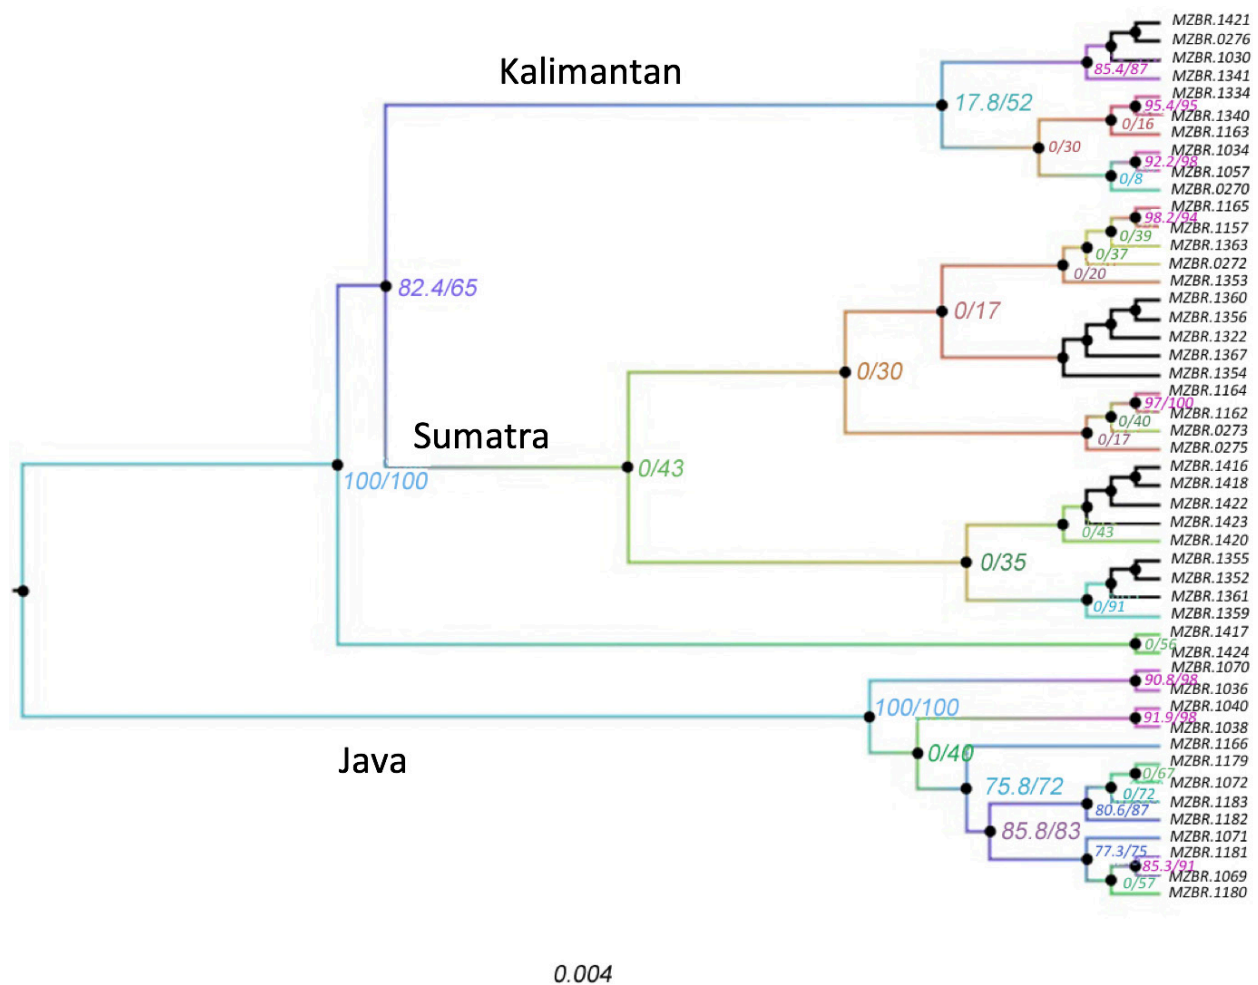 MZBR.1421
MZBR.0276
Kalimantan
MZBR.1030
85.4/87
MZBR.1341
MZBR.1334
17.8/52
95.4/95
MZBR.1340
0/16
MZBR.1163
0/30
MZBR.1034
92.2/98
MZBR.1057
0/8
MZBR.0270
MZBR.1165
98.2/94
MZBR.1157
0/39
MZBR.1363
0/37
MZBR.0272
0/20
MZBR.1353
82.4/65
MZBR.1360
0/17
MZBR.1356
MZBR.1322
MZBR.1367
0/30
MZBR.1354
MZBR.1164
97/100
MZBR.1162
0/40
MZBR.0273
Sumatra
0/17
MZBR.0275
MZBR.1416
0/43
100/100
MZBR.1418
MZBR.1422
MZBR.1423
0/43
MZBR.1420
0/35
MZBR.1355
MZBR.1352
MZBR.1361
0/91
MZBR.1359
MZBR.1417
0/56
MZBR.1424
MZBR.1070
90.8/98
MZBR.1036
100/100
MZBR.1040
91.9/98
MZBR.1038
MZBR.1166
0/40
Java
MZBR.1179
0/67
MZBR.1072
75.8/72
0/72
MZBR.1183
80.6/87
MZBR.1182
85.8/83
MZBR.1071
77.3/75
MZBR.1181
85.3/91
MZBR.1069
0/57
MZBR.1180
0.004